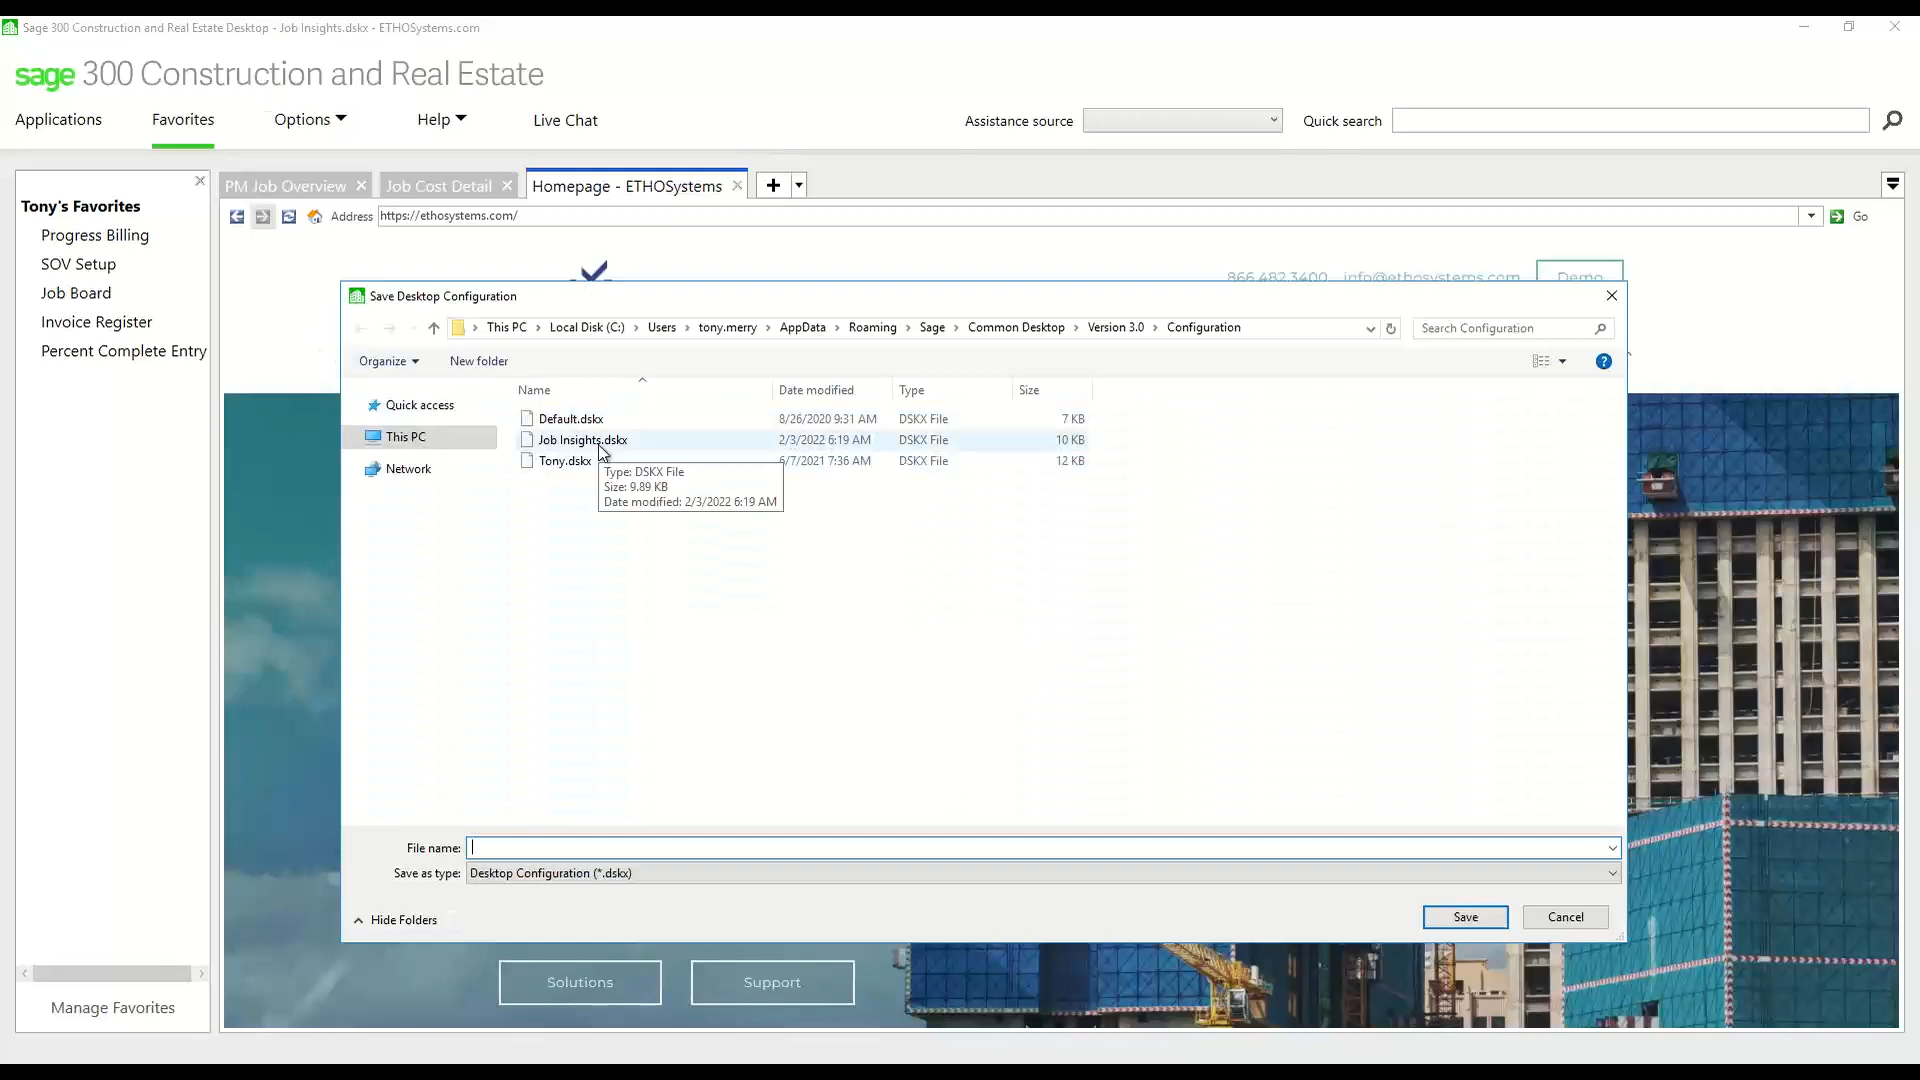 Sage 300 Construction and Real Estate Desktop - Job Insights.dskx - ETHOSystems.com
sage 300 Construction and Real Estate
Applications Favorites Options Help Live Chat Assistance source Quick search
PM Job Overview Job Cost Detail Homepage - ETHOSystems
Address https://ethosystems.com/ Go
Tony's Favorites
Progress Billing
SOV Setup
Job Board
Invoice Register
Percent Complete Entry
Manage Favorites
866.482.3400 info@ethosystems.com Demo
Save Desktop Configuration
This PC Local Disk (C:) Users tony.merry AppData Roaming Sage Common Desktop Version 3.0 Configuration Search Configuration
Organize New folder
Quick access
This PC
Network
Name Date modified Type Size
Default.dskx 8/26/2020 9:31 AM DSKX File 7 KB
Job Insights.dskx 2/3/2022 6:19 AM DSKX File 10 KB
Tony.dskx 6/7/2021 7:36 AM DSKX File 12 KB
Type: DSKX File
Size: 9.89 KB
Date modified: 2/3/2022 6:19 AM
File name:
Save as type: Desktop Configuration (*.dskx)
Hide Folders Save Cancel
Solutions Support